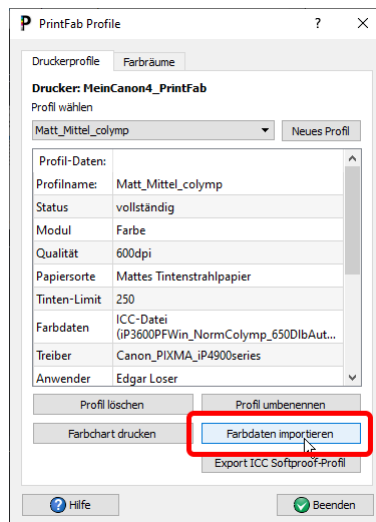 PrintFab Profile
Druckerprofile Farbräume
Drucker: MeinCanon4_PrintFab
Profil wählen
Matt_Mittel_colymp Neues Profil
Profil-Daten:
Profilname: Matt_Mittel_colymp
Status vollständig
Modul Farbe
Qualität 600dpi
Papiersorte Mattes Tintenstrahlpapier
Tinten-Limit 250
Farbdaten ICC-Datei
(iP3600PFWin_NormColymp_650DlbAut...
Treiber Canon_PIXMA_iP4900series
Anwender Edgar Loser
Profil löschen Profil umbenennen
Farbchart drucken Farbdaten importieren
Export ICC Softproof-Profil
Hilfe Beenden